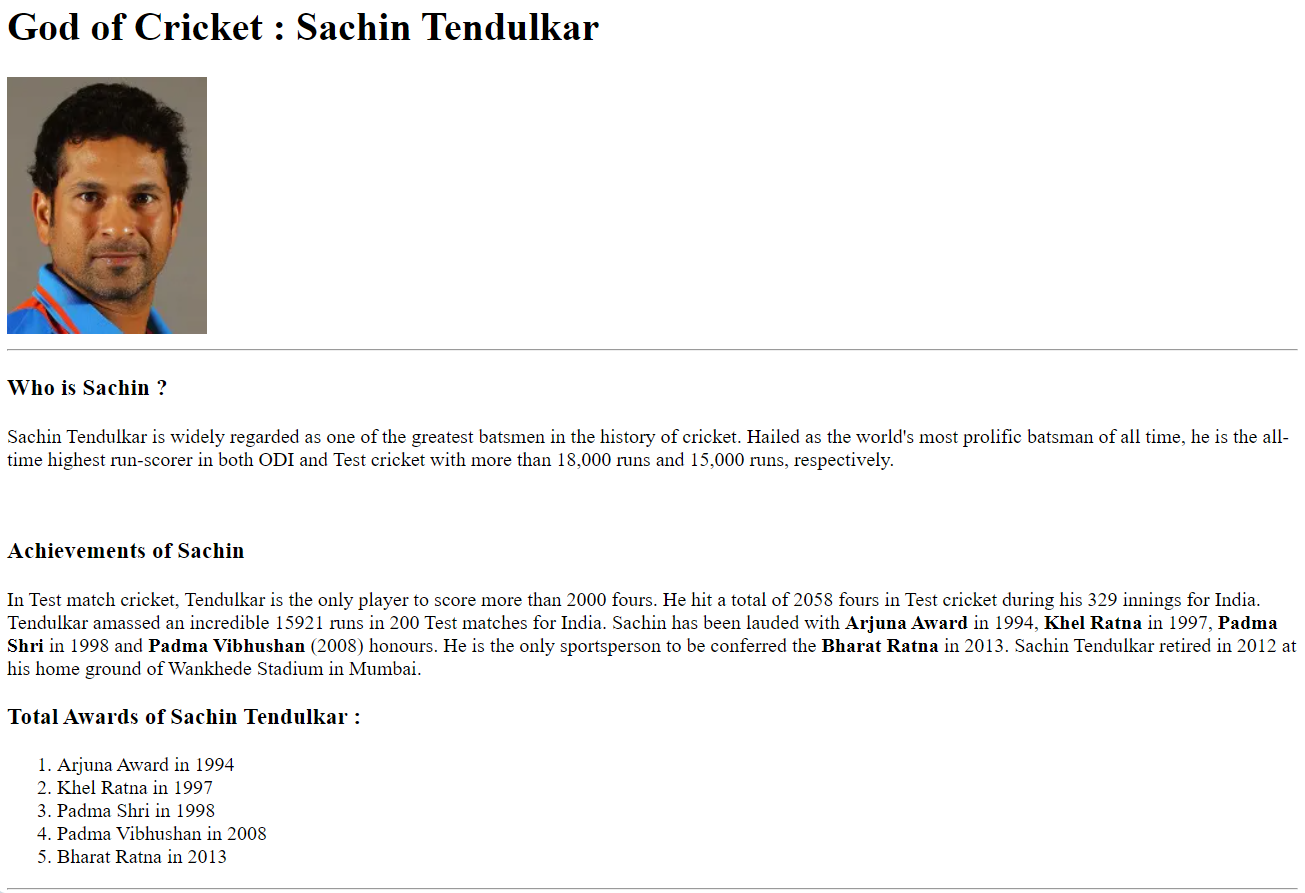 God of Cricket : Sachin Tendulkar
Who is Sachin ?
Sachin Tendulkar is widely regarded as one of the greatest batsmen in the history of cricket. Hailed as the world's most prolific batsman of all time, he is the all-
time highest run-scorer in both ODI and Test cricket with more than 18,000 runs and 15,000 runs, respectively.
Achievements of Sachin
In Test match cricket, Tendulkar is the only player to score more than 2000 fours. He hit a total of 2058 fours in Test cricket during his 329 innings for India.
Tendulkar amassed an incredible 15921 runs in 200 Test matches for India. Sachin has been lauded with Arjuna Award in 1994, Khel Ratna in 1997, Padma
Shri in 1998 and Padma Vibhushan (2008) honours. He is the only sportsperson to be conferred the Bharat Ratna in 2013. Sachin Tendulkar retired in 2012 at
his home ground of Wankhede Stadium in Mumbai.
Total Awards of Sachin Tendulkar :
1. Arjuna Award in 1994
2. Khel Ratna in 1997
3. Padma Shri in 1998
4. Padma Vibhushan in 2008
5. Bharat Ratna in 2013